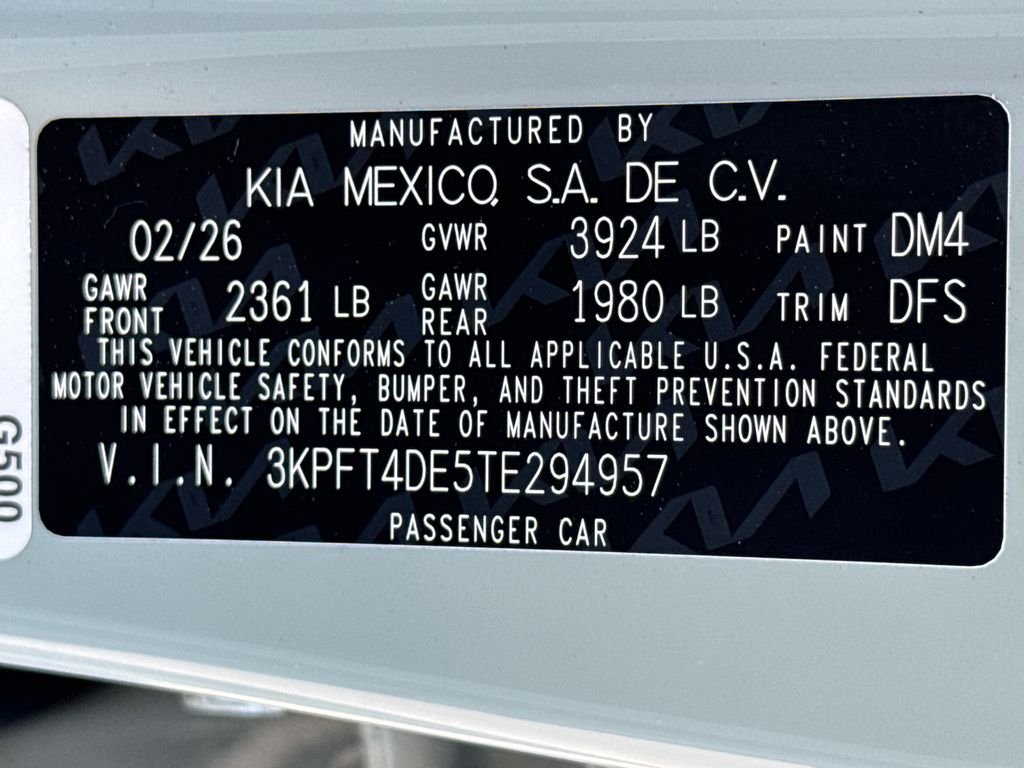 MANUFACTURED BY
KIA MEXICO, S.A. DE C.V.
02/26 GVWR 3924 LB PAINT DM4
GAWR FRONT 2361 LB GAWR REAR 1980 LB TRIM DFS
THIS VEHICLE CONFORMS TO ALL APPLICABLE U.S.A. FEDERAL
MOTOR VEHICLE SAFETY, BUMPER, AND THEFT PREVENTION STANDARDS
IN EFFECT ON THE DATE OF MANUFACTURE SHOWN ABOVE.
V.I.N. 3KPFT4DE5TE294957
PASSENGER CAR
G500